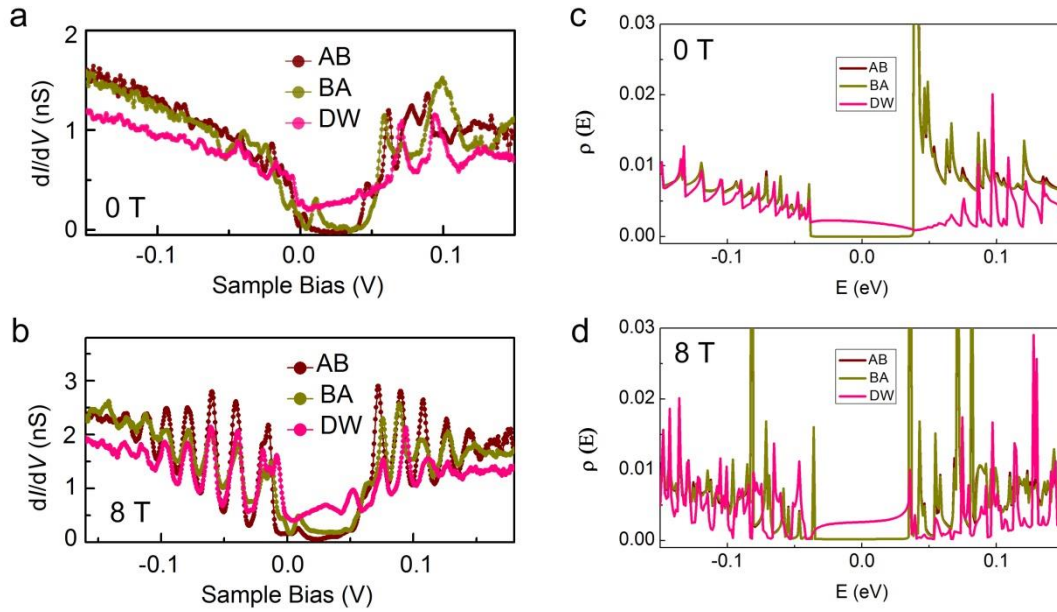 a
2
1
0
dI/dV (nS)
AB
BA
DW
0 T
-0.1
0.0
0.1
Sample Bias (V)
b
3
2
1
0
dI/dV (nS)
AB
BA
DW
8 T
-0.1
0.0
0.1
Sample Bias (V)
c
0.03
0.02
0.01
0.00
ρ (E)
0 T
AB
BA
DW
-0.1
0.0
0.1
E (eV)
d
0.03
0.02
0.01
0.00
ρ (E)
8 T
AB
BA
DW
-0.1
0.0
0.1
E (eV)